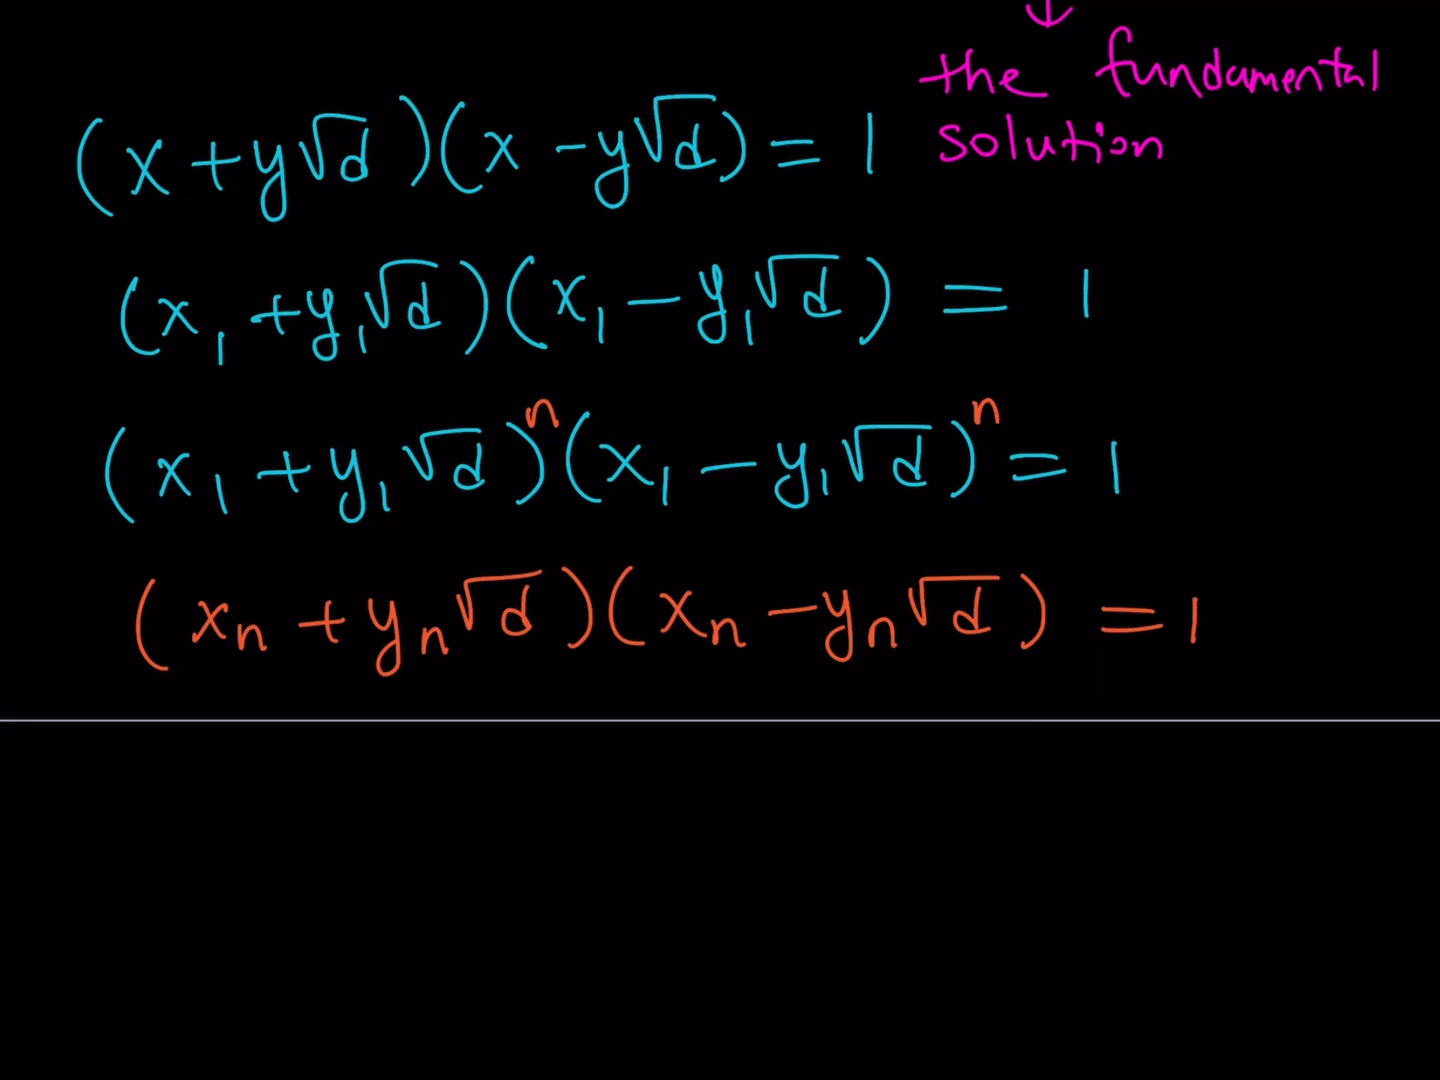 the fundamental
solution
(x + y√d)(x - y√d) = 1
(x₁ + y₁√d)(x₁ - y₁√d) = 1
(x₁ + y₁√d)ⁿ(x₁ - y₁√d)ⁿ = 1
(xₙ + yₙ√d)(xₙ - yₙ√d) = 1